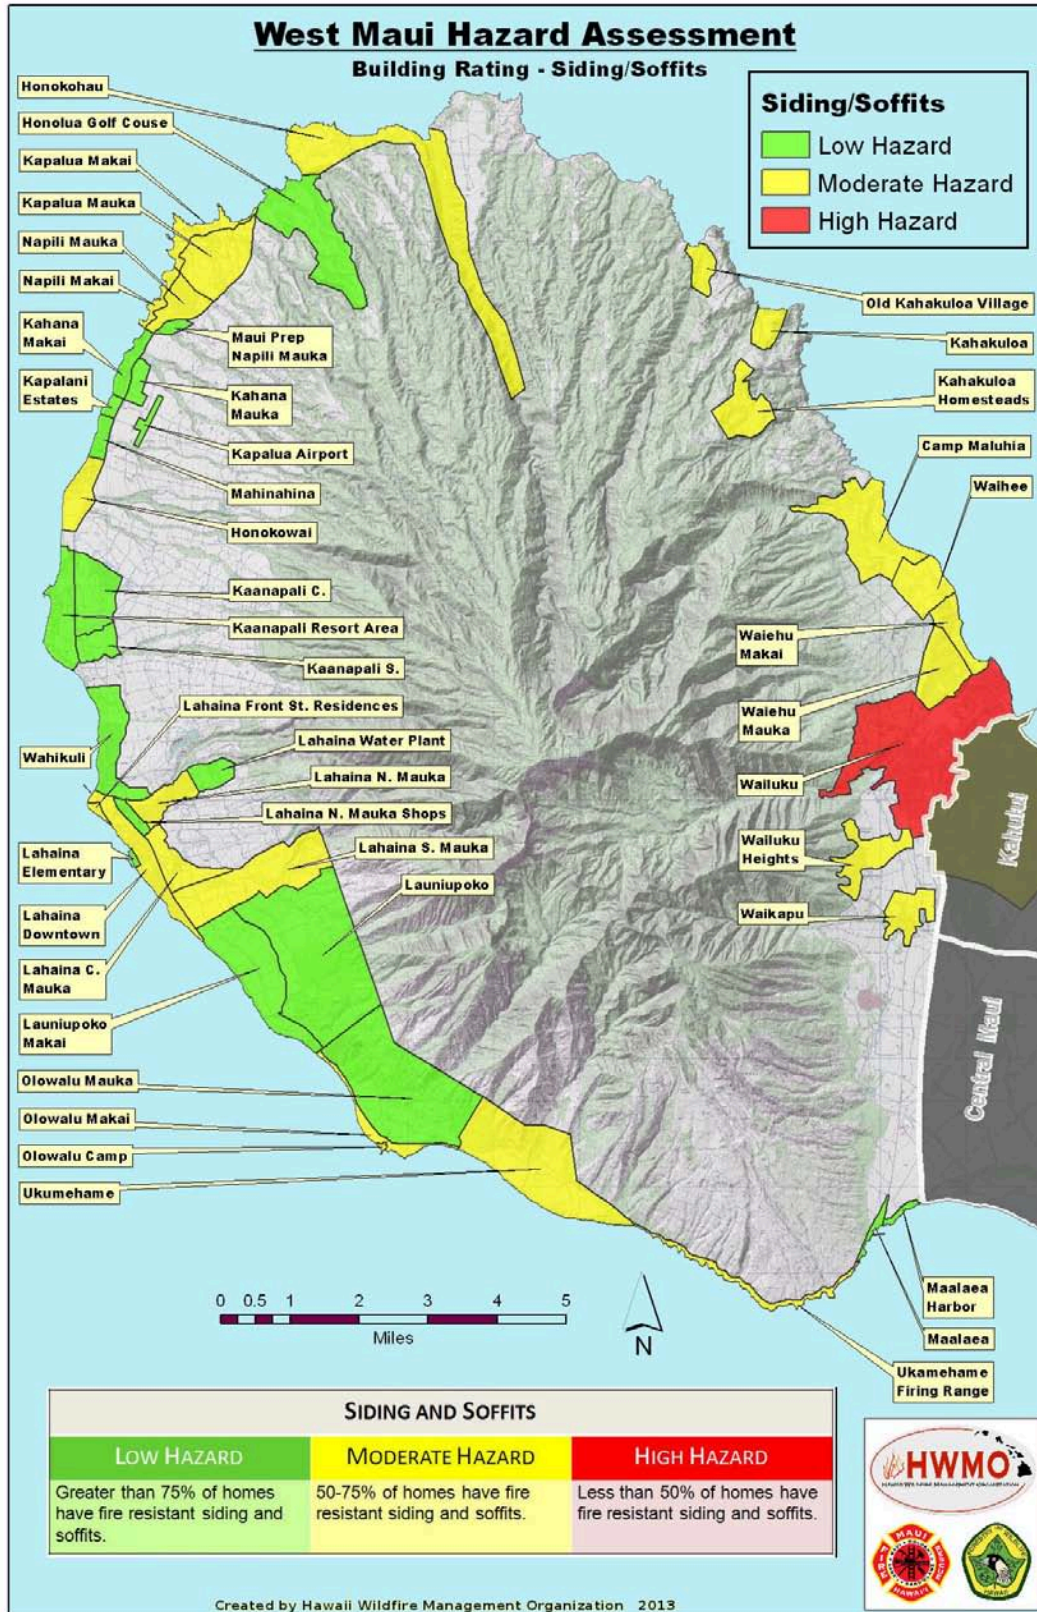 West Maui Hazard Assessment
Building Rating - Siding/Soffits
Siding/Soffits
Low Hazard
Moderate Hazard
High Hazard
Honokohau
Honolua Golf Couse
Kapalua Makai
Kapalua Mauka
Napili Mauka
Napili Makai
Kahana
Makai
Kapalani
Estates
Maui Prep
Napili Mauka
Kahana
Mauka
Kapalua Airport
Mahinahina
Honokowai
Kaanapali C.
Kaanapali Resort Area
Kaanapali S.
Lahaina Front St. Residences
Wahikuli
Lahaina Water Plant
Lahaina N. Mauka
Lahaina N. Mauka Shops
Lahaina S. Mauka
Launiupoko
Lahaina
Elementary
Lahaina
Downtown
Lahaina C.
Mauka
Launiupoko
Makai
Olowalu Mauka
Olowalu Makai
Olowalu Camp
Ukumehame
Old Kahakuloa Village
Kahakuloa
Kahakuloa
Homesteads
Camp Maluhia
Waihee
Waiehu
Makai
Waiehu
Mauka
Wailuku
Wailuku
Heights
Waikapu
Kahului
Central Maui
Maalaea
Harbor
Maalaea
Ukamehame
Firing Range
0 0.5 1 2 3 4 5
Miles
N
SIDING AND SOFFITS
LOW HAZARD
MODERATE HAZARD
HIGH HAZARD
Greater than 75% of homes
have fire resistant siding and
soffits.
50-75% of homes have fire
resistant siding and soffits.
Less than 50% of homes have
fire resistant siding and soffits.
HWMO
MAUI
FIRE
HAWAII
Created by Hawaii Wildfire Management Organization 2013